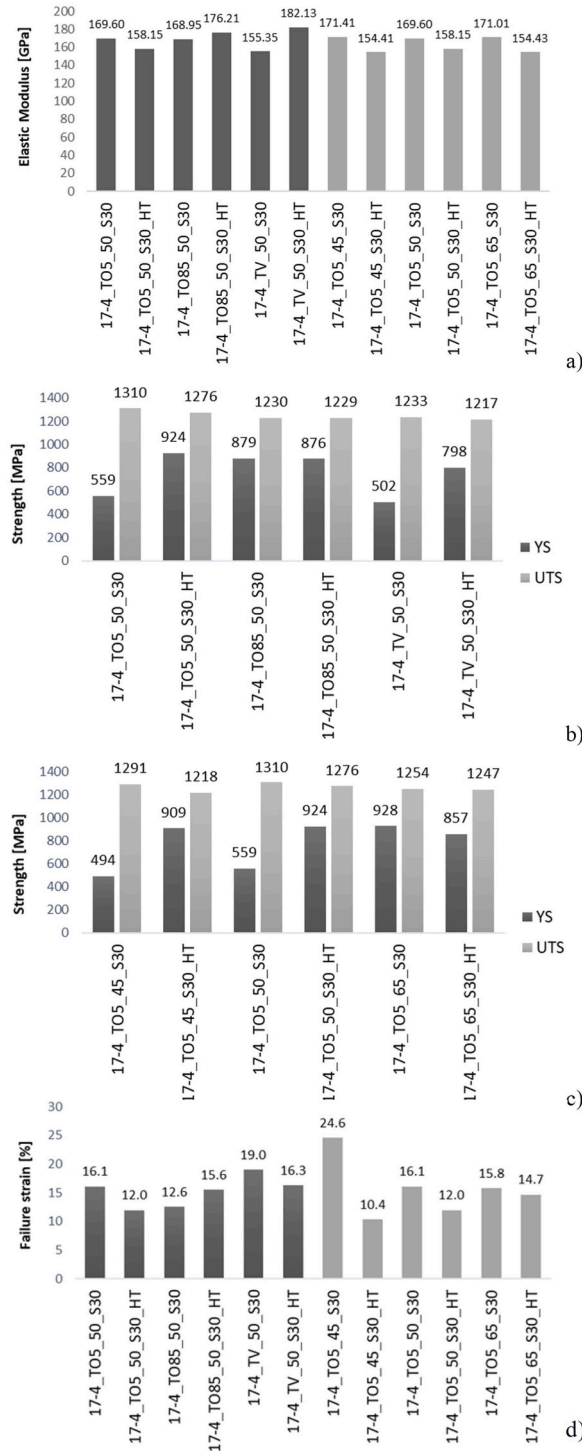 Elastic Modulus [GPa]
200
180
160
140
120
100
80
60
40
20
0
169.60
158.15
168.95
176.21
155.35
182.13
171.41
154.41
169.60
158.15
171.01
154.43
17-4_TO5_50_S30
17-4_TO5_50_S30_HT
17-4_TO85_50_S30
17-4_TO85_50_S30_HT
17-4_TV_50_S30
17-4_TV_50_S30_HT
17-4_TO5_45_S30
17-4_TO5_45_S30_HT
17-4_TO5_50_S30
17-4_TO5_50_S30_HT
17-4_TO5_65_S30
17-4_TO5_65_S30_HT
a)
Strength [MPa]
1400
1200
1000
800
600
400
200
0
559
1310
924
1276
879
1230
876
1229
502
1233
798
1217
YS
UTS
17-4_TO5_50_S30
17-4_TO5_50_S30_HT
17-4_TO85_50_S30
17-4_TO85_50_S30_HT
17-4_TV_50_S30
17-4_TV_50_S30_HT
b)
Strength [MPa]
1400
1200
1000
800
600
400
200
0
494
1291
909
1218
559
1310
924
1276
928
1254
857
1247
YS
UTS
17-4_TO5_45_S30
17-4_TO5_45_S30_HT
17-4_TO5_50_S30
17-4_TO5_50_S30_HT
17-4_TO5_65_S30
17-4_TO5_65_S30_HT
c)
Failure strain [%]
30
25
20
15
10
5
0
16.1
12.0
12.6
15.6
19.0
16.3
24.6
10.4
16.1
12.0
15.8
14.7
17-4_TO5_50_S30
17-4_TO5_50_S30_HT
17-4_TO85_50_S30
17-4_TO85_50_S30_HT
17-4_TV_50_S30
17-4_TV_50_S30_HT
17-4_TO5_45_S30
17-4_TO5_45_S30_HT
17-4_TO5_50_S30
17-4_TO5_50_S30_HT
17-4_TO5_65_S30
17-4_TO5_65_S30_HT
d)